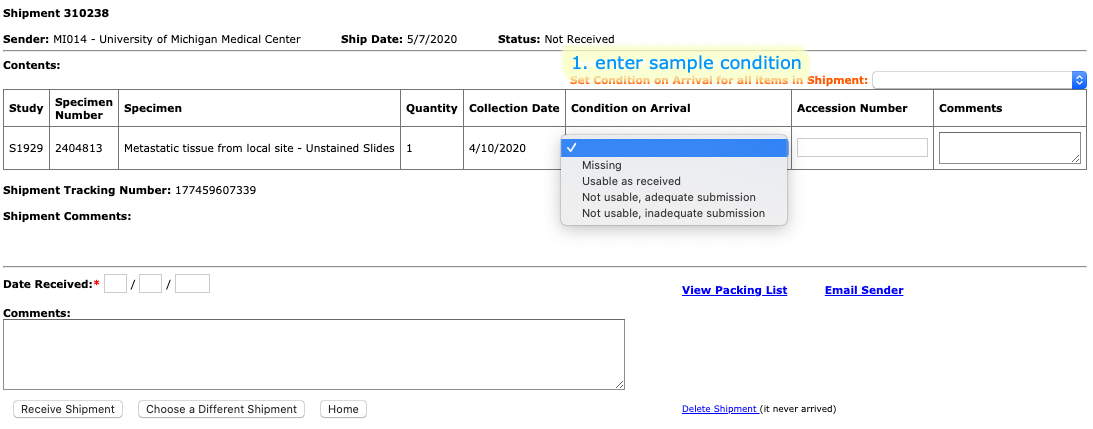 Shipment 310238
Sender: MI014 - University of Michigan Medical Center Ship Date: 5/7/2020 Status: Not Received
1. enter sample condition
Contents:
Set Condition on Arrival for all items in Shipment:
Study Specimen Number Specimen Quantity Collection Date Condition on Arrival Accession Number Comments
S1929 2404813 Metastatic tissue from local site - Unstained Slides 1 4/10/2020
Missing
Usable as received
Not usable, adequate submission
Not usable, inadequate submission
Shipment Tracking Number: 177459607339
Shipment Comments:
Date Received:* / /
View Packing List Email Sender
Comments:
Receive Shipment Choose a Different Shipment Home Delete Shipment (it never arrived)